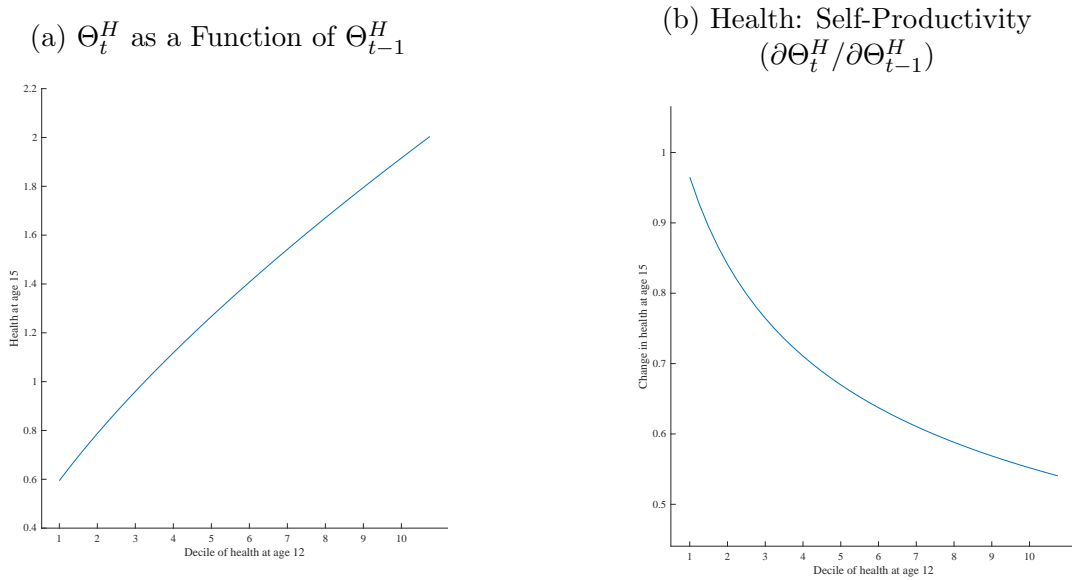 (a) Θ_t^H as a Function of Θ_{t−1}^H
2.2
2
1.8
1.6
1.4
1.2
1
0.8
0.6
0.4
Health at age 15
1 2 3 4 5 6 7 8 9 10
Decile of health at age 12
(b) Health: Self-Productivity
(∂Θ_t^H/∂Θ_{t−1}^H)
1
0.9
0.8
0.7
0.6
0.5
Change in health at age 15
1 2 3 4 5 6 7 8 9 10
Decile of health at age 12